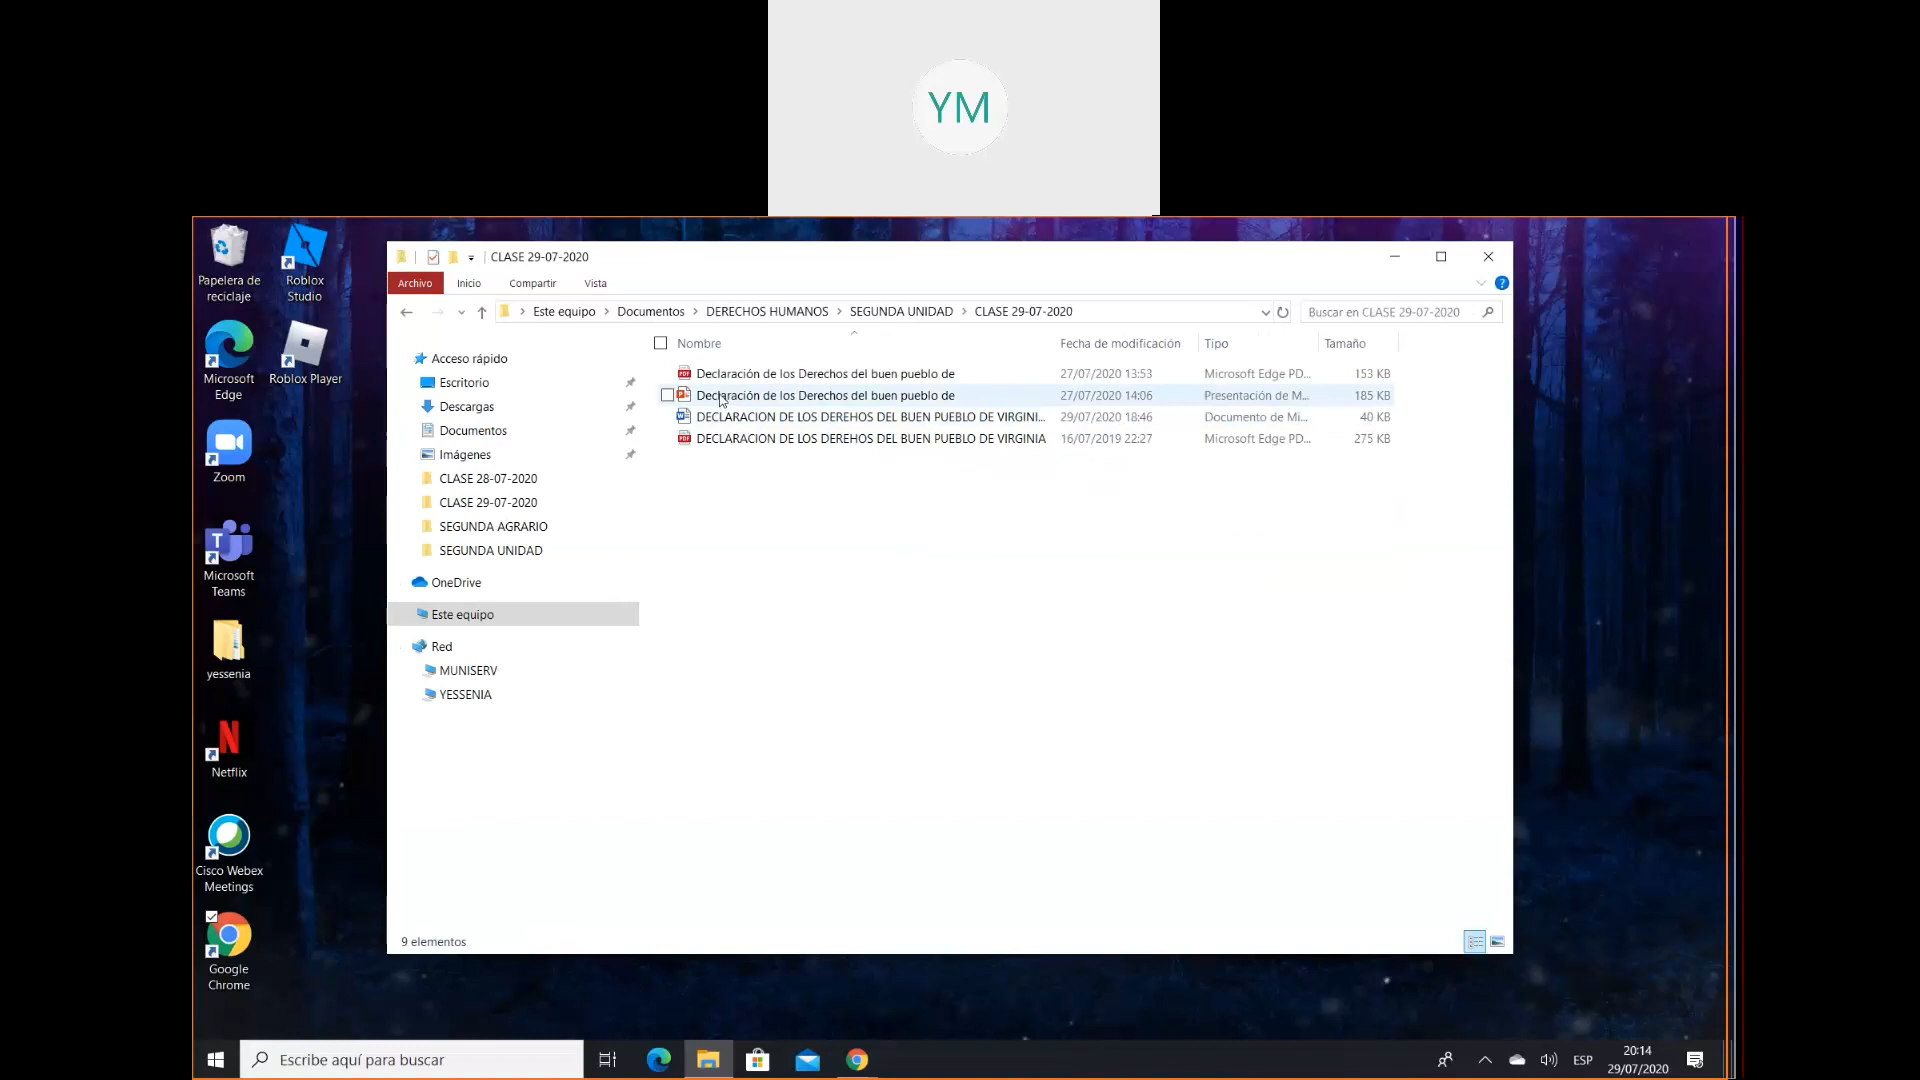 YM
Papelera de
reciclaje
Roblox
Studio
Microsoft
Edge
Roblox Player
Zoom
Microsoft
Teams
yessenia
Netflix
Cisco Webex
Meetings
Google
Chrome
CLASE 29-07-2020
Archivo Inicio Compartir Vista
Este equipo Documentos DERECHOS HUMANOS SEGUNDA UNIDAD CLASE 29-07-2020
Buscar en CLASE 29-07-2020
Acceso rápido
Escritorio
Descargas
Documentos
Imágenes
CLASE 28-07-2020
CLASE 29-07-2020
SEGUNDA AGRARIO
SEGUNDA UNIDAD
OneDrive
Este equipo
Red
MUNISERV
YESSENIA
Nombre Fecha de modificación Tipo Tamaño
Declaración de los Derechos del buen pueblo de 27/07/2020 13:53 Microsoft Edge PD... 153 KB
Declaración de los Derechos del buen pueblo de 27/07/2020 14:06 Presentación de M... 185 KB
DECLARACION DE LOS DEREHOS DEL BUEN PUEBLO DE VIRGINI... 29/07/2020 18:46 Documento de Mi... 40 KB
DECLARACION DE LOS DEREHOS DEL BUEN PUEBLO DE VIRGINIA 16/07/2019 22:27 Microsoft Edge PD... 275 KB
9 elementos
Escribe aquí para buscar
ESP
20:14
29/07/2020